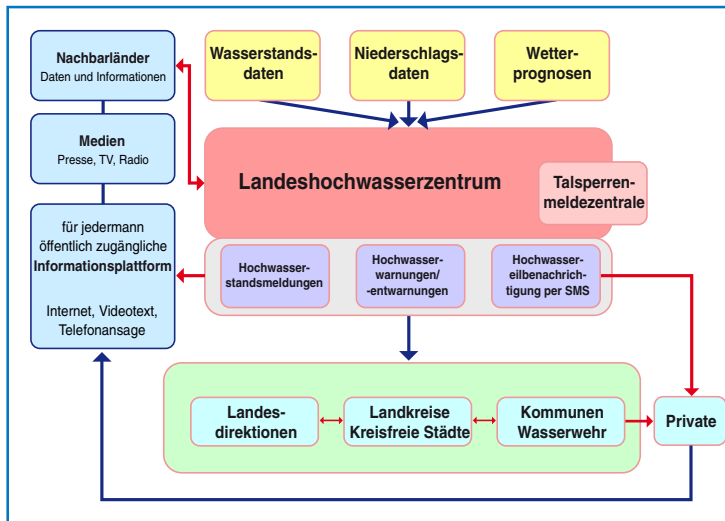 Nachbarländer
Daten und Informationen
Medien
Presse, TV, Radio
für jedermann
öffentlich zugängliche
Informationsplattform
Internet, Videotext,
Telefonansage
Wasserstands-
daten
Niederschlags-
daten
Wetter-
prognosen
Landeshochwasserzentrum
Talsperren-
meldezentrale
Hochwasser-
standsmeldungen
Hochwasser-
warnungen/
-entwarnungen
Hochwasser-
eilbenachrich-
tigung per SMS
Landes-
direktionen
Landkreise
Kreisfreie Städte
Kommunen
Wasserwehr
Private